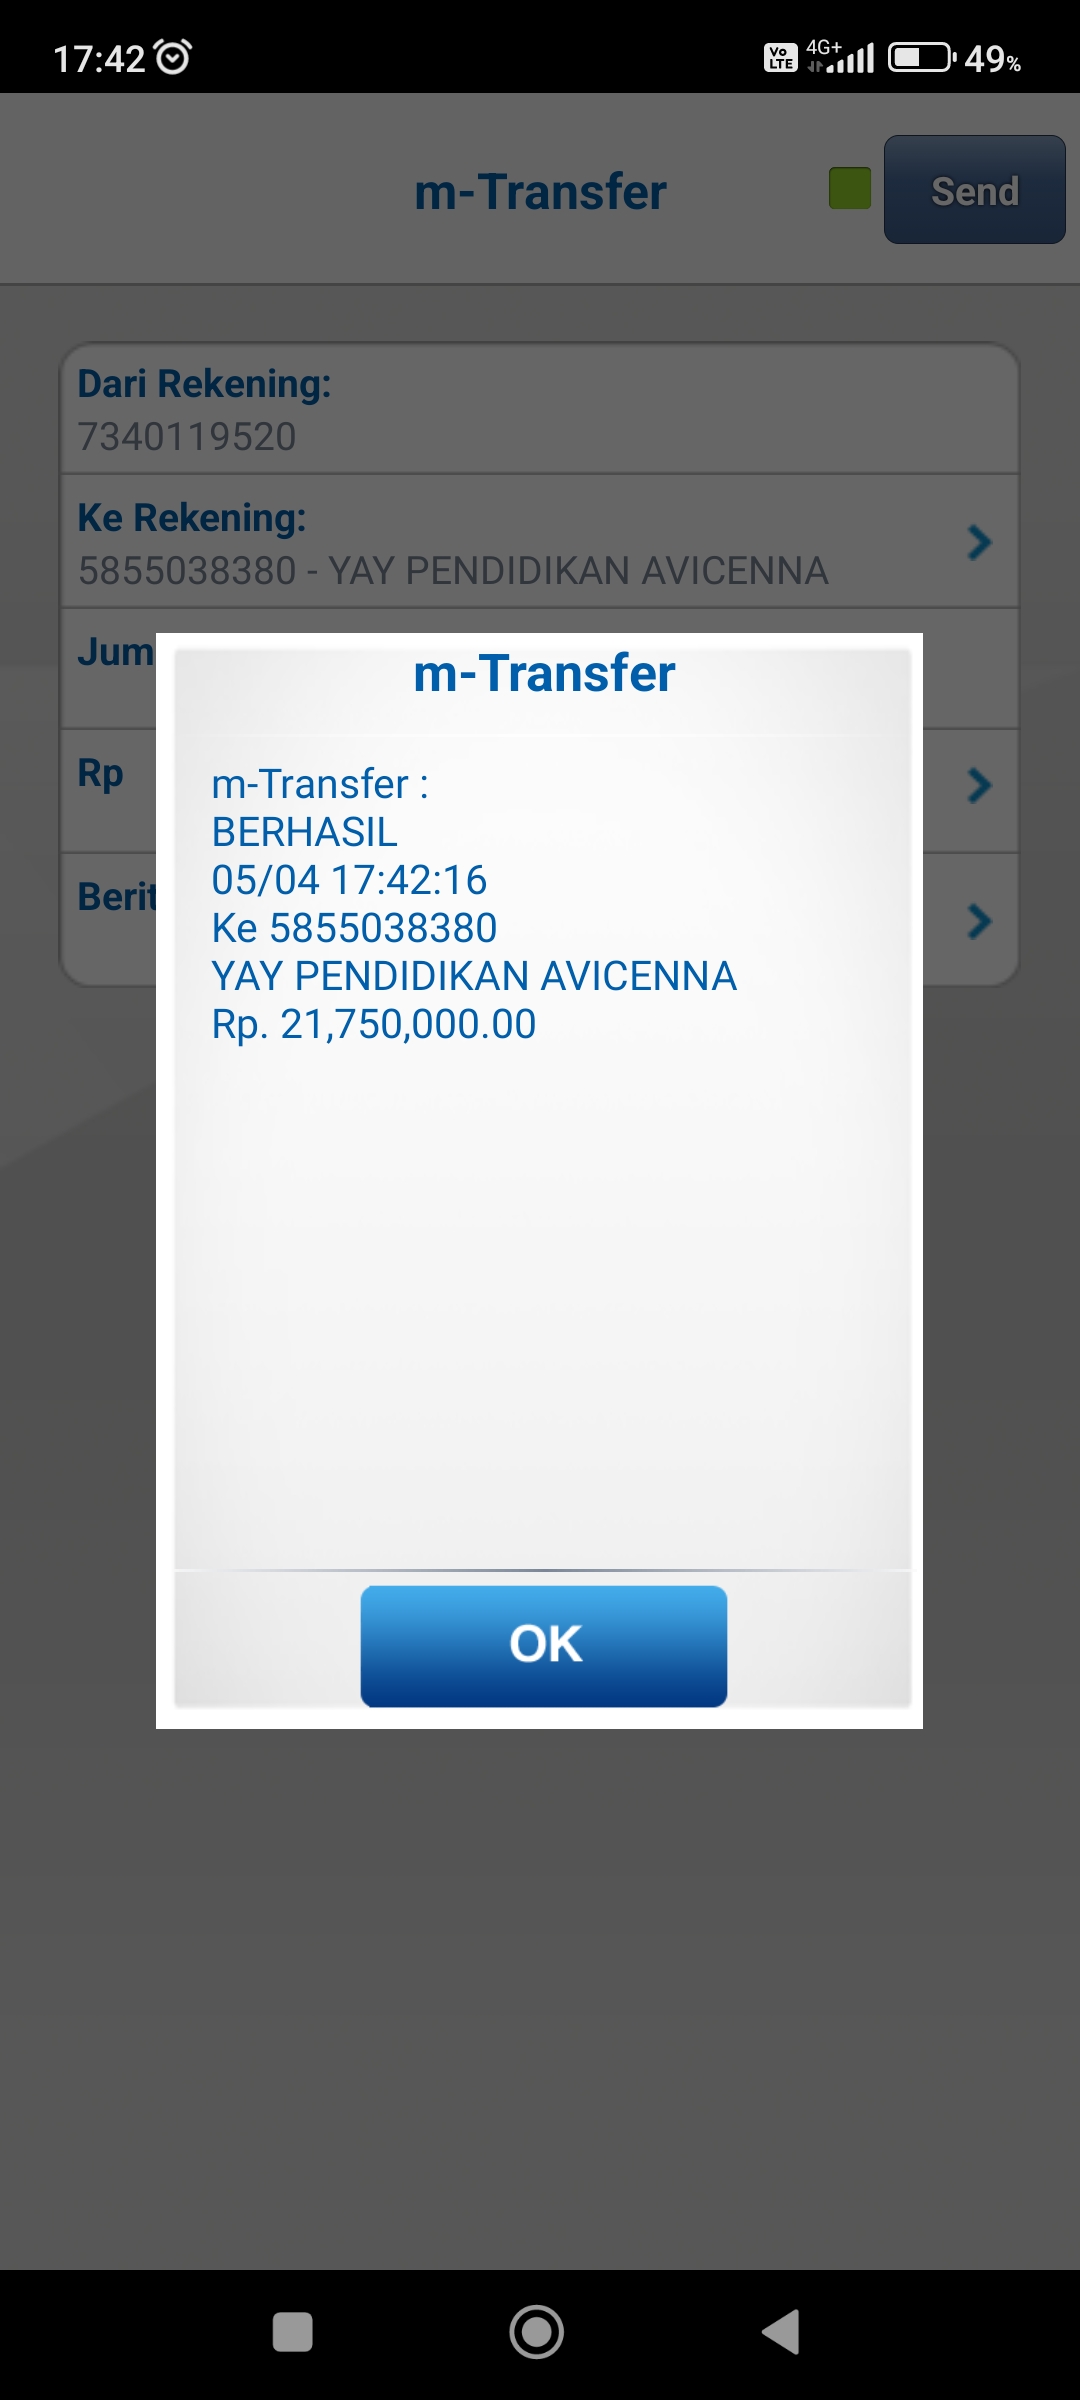 17:42
Vo
LTE
4G+
49%
m-Transfer
Send
Dari Rekening:
7340119520
Ke Rekening:
5855038380 - YAY PENDIDIKAN AVICENNA
Jum
Rp
Berit
m-Transfer
m-Transfer :
BERHASIL
05/04 17:42:16
Ke 5855038380
YAY PENDIDIKAN AVICENNA
Rp. 21,750,000.00
OK